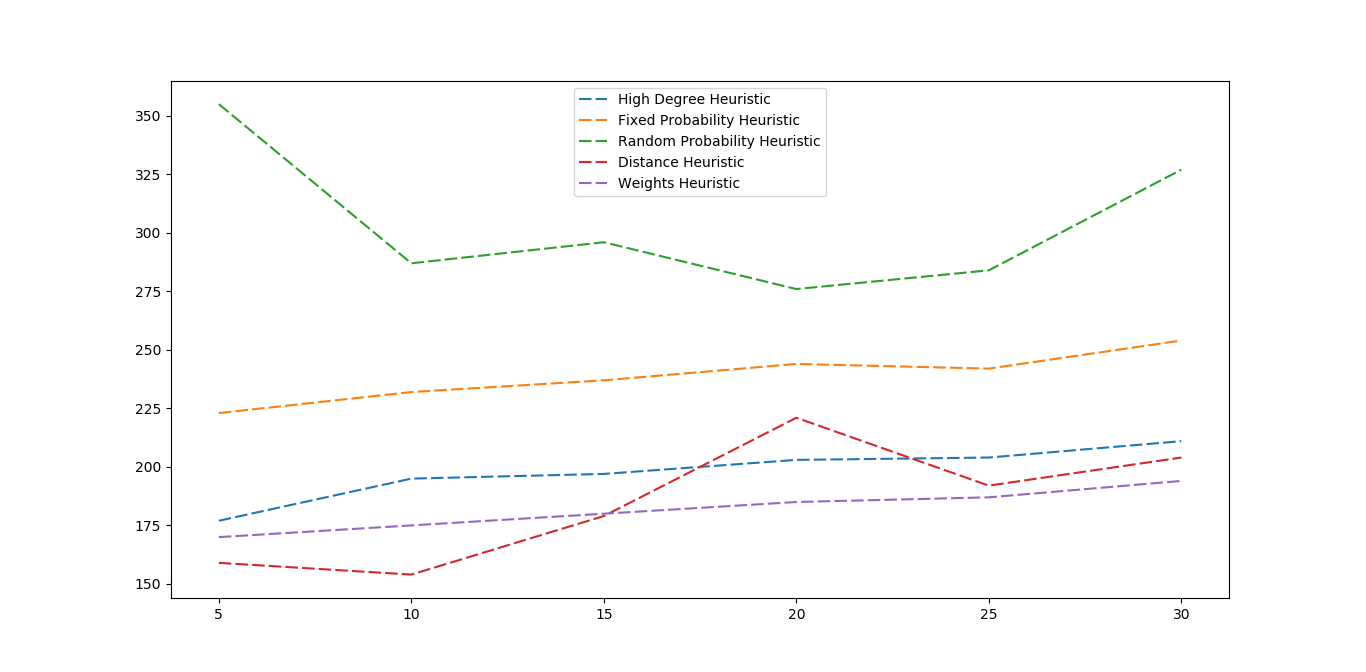 High Degree Heuristic
Fixed Probability Heuristic
Random Probability Heuristic
Distance Heuristic
Weights Heuristic
350
325
300
275
250
225
200
175
150
5 10 15 20 25 30